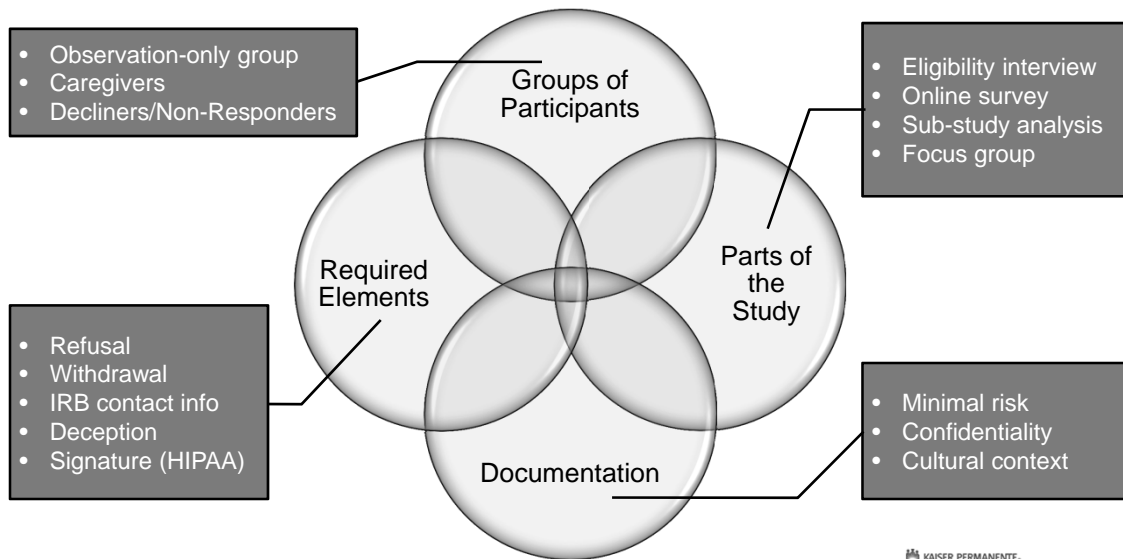 • Observation-only group
• Caregivers
• Decliners/Non-Responders
Groups of
Participants
• Eligibility interview
• Online survey
• Sub-study analysis
• Focus group
Required
Elements
Parts of
the
Study
• Refusal
• Withdrawal
• IRB contact info
• Deception
• Signature (HIPAA)
Documentation
• Minimal risk
• Confidentiality
• Cultural context
KAISER PERMANENTE.